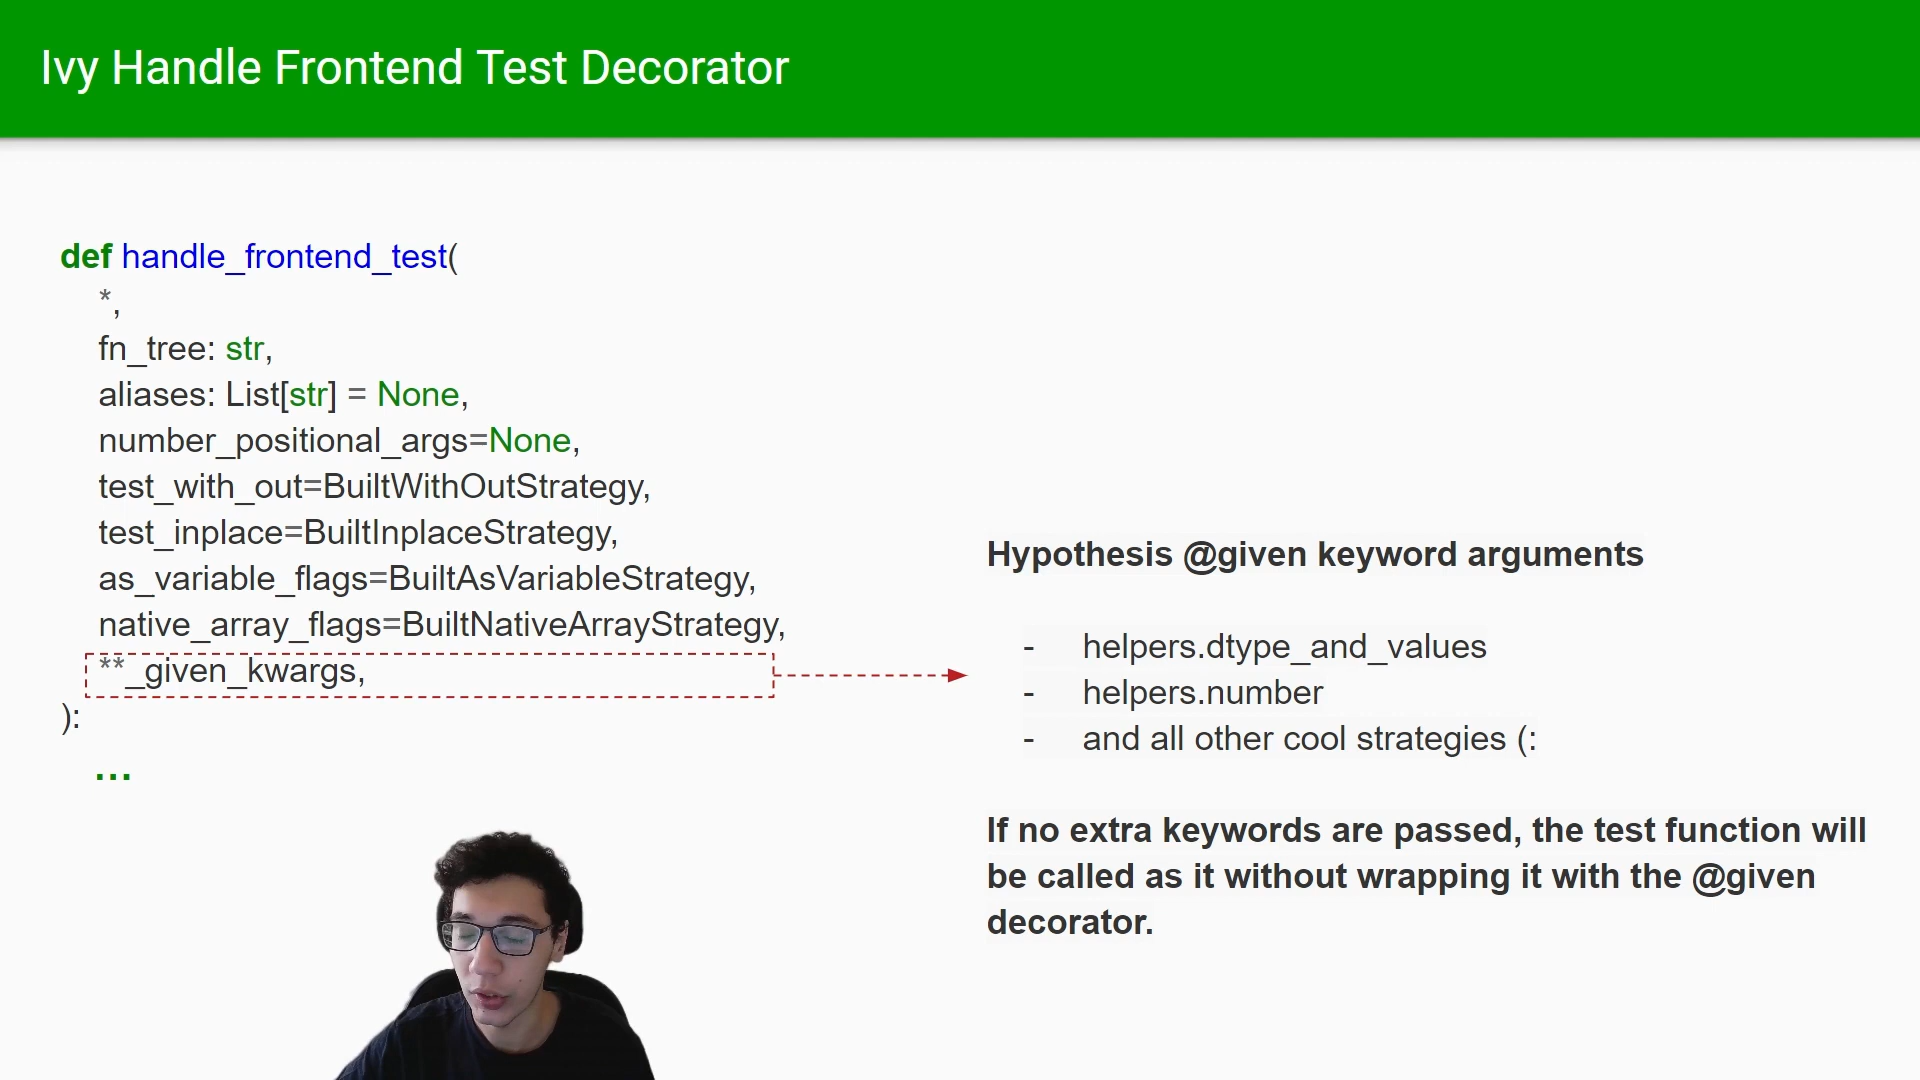 Ivy Handle Frontend Test Decorator
def handle_frontend_test(
*,
fn_tree: str,
aliases: List[str] = None,
number_positional_args=None,
test_with_out=BuiltWithOutStrategy,
test_inplace=BuiltInplaceStrategy,
as_variable_flags=BuiltAsVariableStrategy,
native_array_flags=BuiltNativeArrayStrategy,
**_given_kwargs,
):
...
Hypothesis @given keyword arguments
- helpers.dtype_and_values
- helpers.number
- and all other cool strategies (:
If no extra keywords are passed, the test function will
be called as it without wrapping it with the @given
decorator.